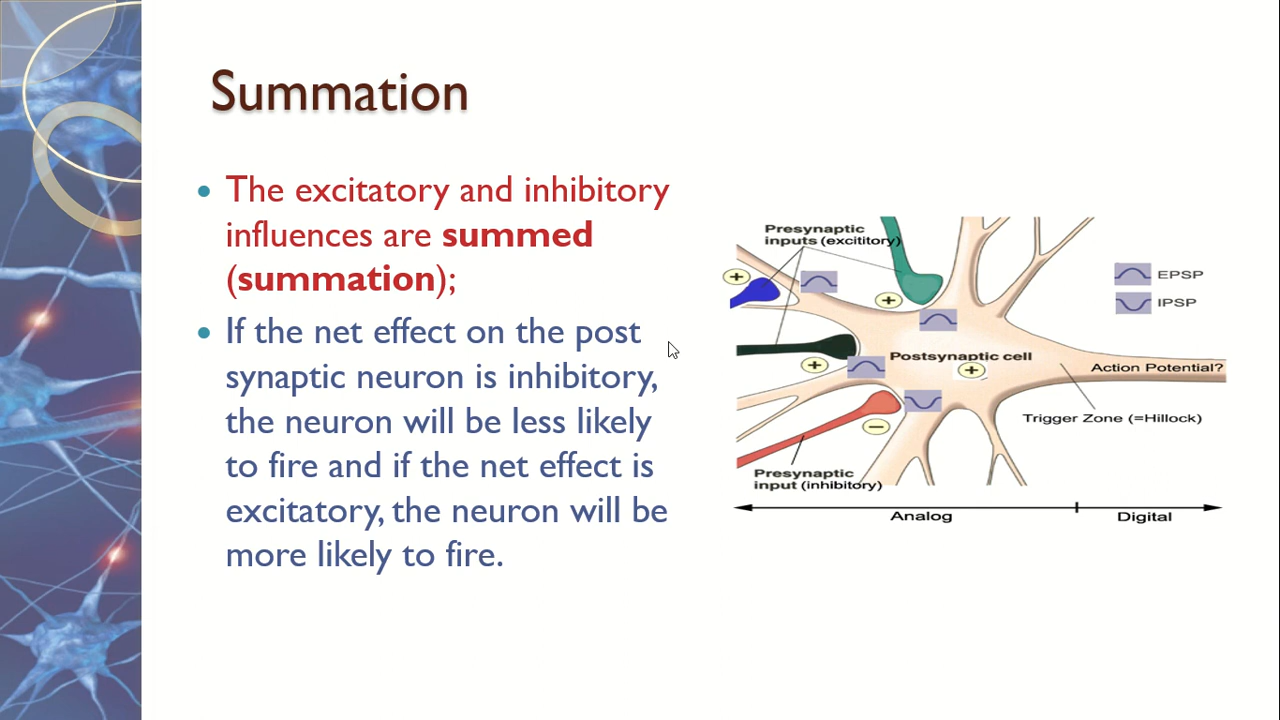 Summation
The excitatory and inhibitory
influences are summed
(summation);
If the net effect on the post
synaptic neuron is inhibitory,
the neuron will be less likely
to fire and if the net effect is
excitatory, the neuron will be
more likely to fire.
Presynaptic
inputs (excititory)
+
+
+
−
EPSP
IPSP
Postsynaptic cell
+
Action Potential?
Trigger Zone (=Hillock)
Presynaptic
input (inhibitory)
Analog
Digital